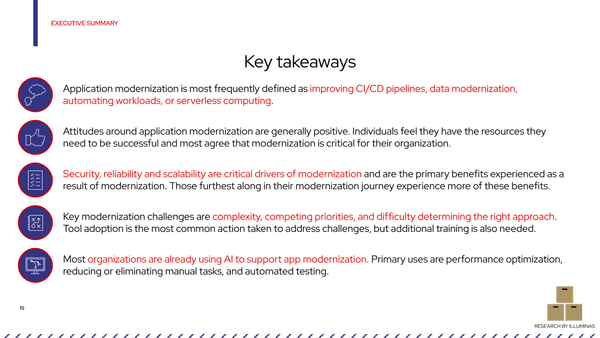 EXECUTIVE SUMMARY
Key takeaways
Application modernization is most frequently defined as improving CI/CD pipelines, data modernization,
automating workloads, or serverless computing.
Attitudes around application modernization are generally positive. Individuals feel they have the resources they
need to be successful and most agree that modernization is critical for their organization.
Security, reliability and scalability are critical drivers of modernization and are the primary benefits experienced as a
result of modernization. Those furthest along in their modernization journey experience more of these benefits.
Key modernization challenges are complexity, competing priorities, and difficulty determining the right approach.
Tool adoption is the most common action taken to address challenges, but additional training is also needed.
Most organizations are already using AI to support app modernization. Primary uses are performance optimization,
reducing or eliminating manual tasks, and automated testing.
15
RESEARCH BY ILLUMINAS